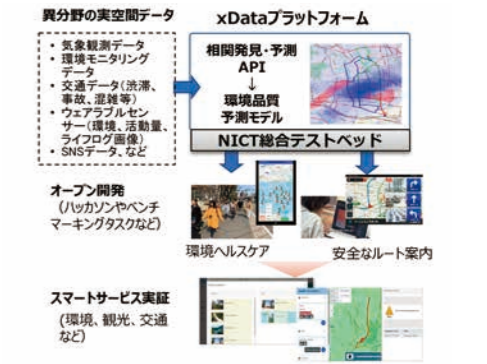 異分野の実空間データ
• 気象観測データ
• 環境モニタリング
データ
• 交通データ(渋滞、
事故、混雑等)
• ウェアラブルセン
サー(環境、活動量、
ライフログ画像)
• SNSデータ、など
xDataプラットフォーム
相関発見・予測
API
↓
環境品質
予測モデル
NICT総合テストベッド
オープン開発
(ハッカソンやベンチ
マーキングタスクなど)
環境ヘルスケア
安全なルート案内
スマートサービス実証
(環境、観光、交通
など)